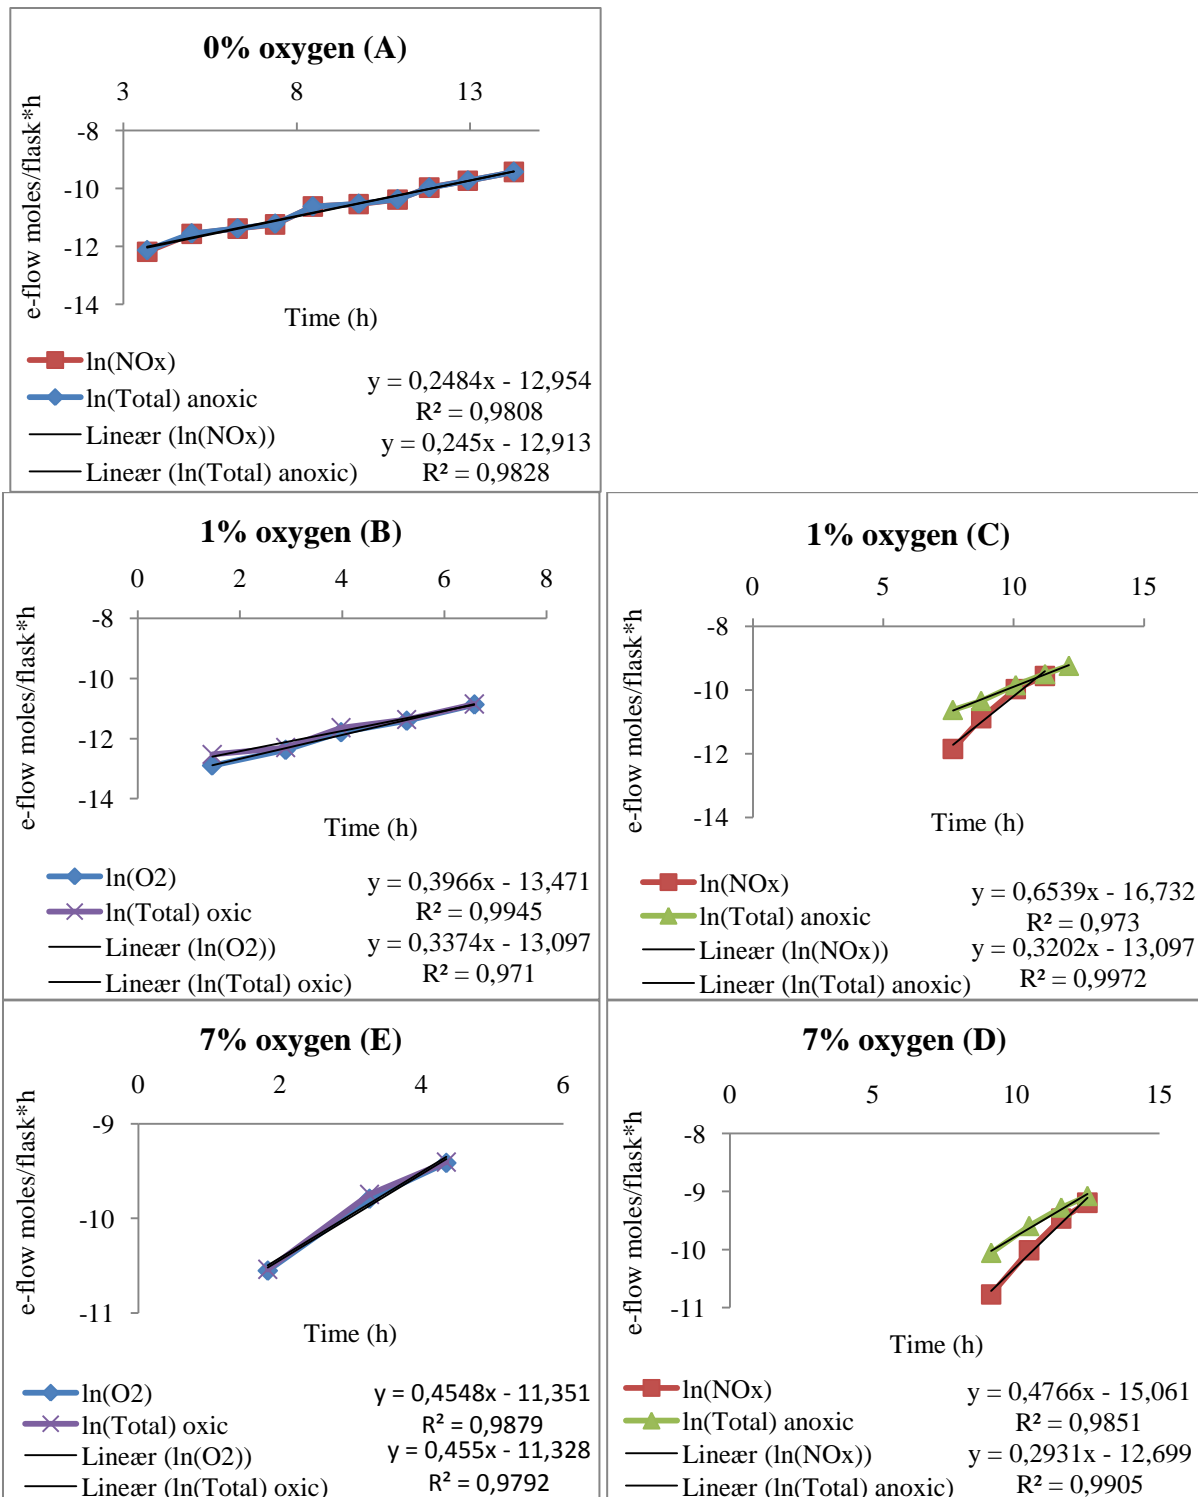 0% oxygen (A)
3 8 13
e-flow moles/flask*h
-8
-10
-12
-14
Time (h)
ln(NOx)
ln(Total) anoxic
Lineær (ln(NOx))
Lineær (ln(Total) anoxic)
y = 0,2484x - 12,954
R² = 0,9808
y = 0,245x - 12,913
R² = 0,9828
1% oxygen (B)
0 2 4 6 8
e-flow moles/flask*h
-8
-10
-12
-14
Time (h)
ln(O2)
ln(Total) oxic
Lineær (ln(O2))
Lineær (ln(Total) oxic)
y = 0,3966x - 13,471
R² = 0,9945
y = 0,3374x - 13,097
R² = 0,971
1% oxygen (C)
0 5 10 15
e-flow moles/flask*h
-8
-10
-12
-14
Time (h)
ln(NOx)
ln(Total) anoxic
Lineær (ln(NOx))
Lineær (ln(Total) anoxic)
y = 0,6539x - 16,732
R² = 0,973
y = 0,3202x - 13,097
R² = 0,9972
7% oxygen (E)
0 2 4 6
e-flow moles/flask*h
-9
-10
-11
Time (h)
ln(O2)
ln(Total) oxic
Lineær (ln(O2))
Lineær (ln(Total) oxic)
y = 0,4548x - 11,351
R² = 0,9879
y = 0,455x - 11,328
R² = 0,9792
7% oxygen (D)
0 5 10 15
e-flow moles/flask*h
-8
-9
-10
-11
Time (h)
ln(NOx)
ln(Total) anoxic
Lineær (ln(NOx))
Lineær (ln(Total) anoxic)
y = 0,4766x - 15,061
R² = 0,9851
y = 0,2931x - 12,699
R² = 0,9905